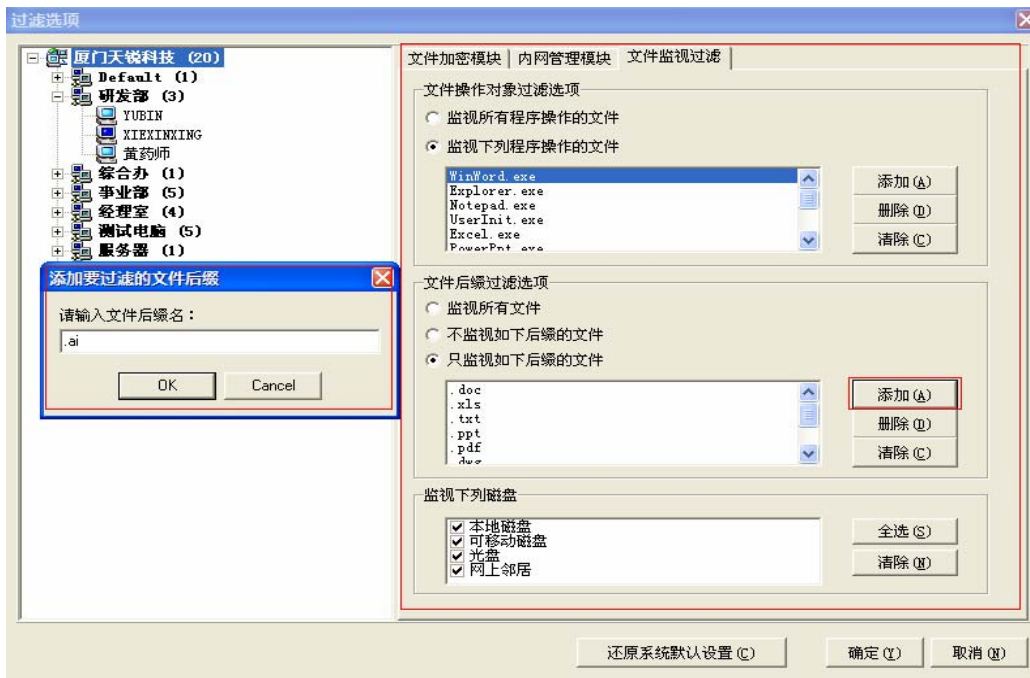 过滤选项
厦门天锐科技 (20)
Default (1)
研发部 (3)
YUBIN
XIEXINXING
黄药师
综合办 (1)
事业部 (5)
经理室 (4)
测试电脑 (5)
服务器 (1)
添加要过滤的文件后缀
请输入文件后缀名：
.ai
OK Cancel
文件加密模块 内网管理模块 文件监视过滤
文件操作对象过滤选项
监视所有程序操作的文件
监视下列程序操作的文件
WinWord.exe
Explorer.exe
Notepad.exe
UserInit.exe
Excel.exe
PowerPnt.exe
添加(A)
删除(D)
清除(C)
文件后缀过滤选项
监视所有文件
不监视如下后缀的文件
只监视如下后缀的文件
.doc
.xls
.txt
.ppt
.pdf
.dwg
添加(A)
删除(D)
清除(C)
监视下列磁盘
本地磁盘
可移动磁盘
光盘
网上邻居
全选(S)
清除(N)
还原系统默认设置(C) 确定(Y) 取消(N)